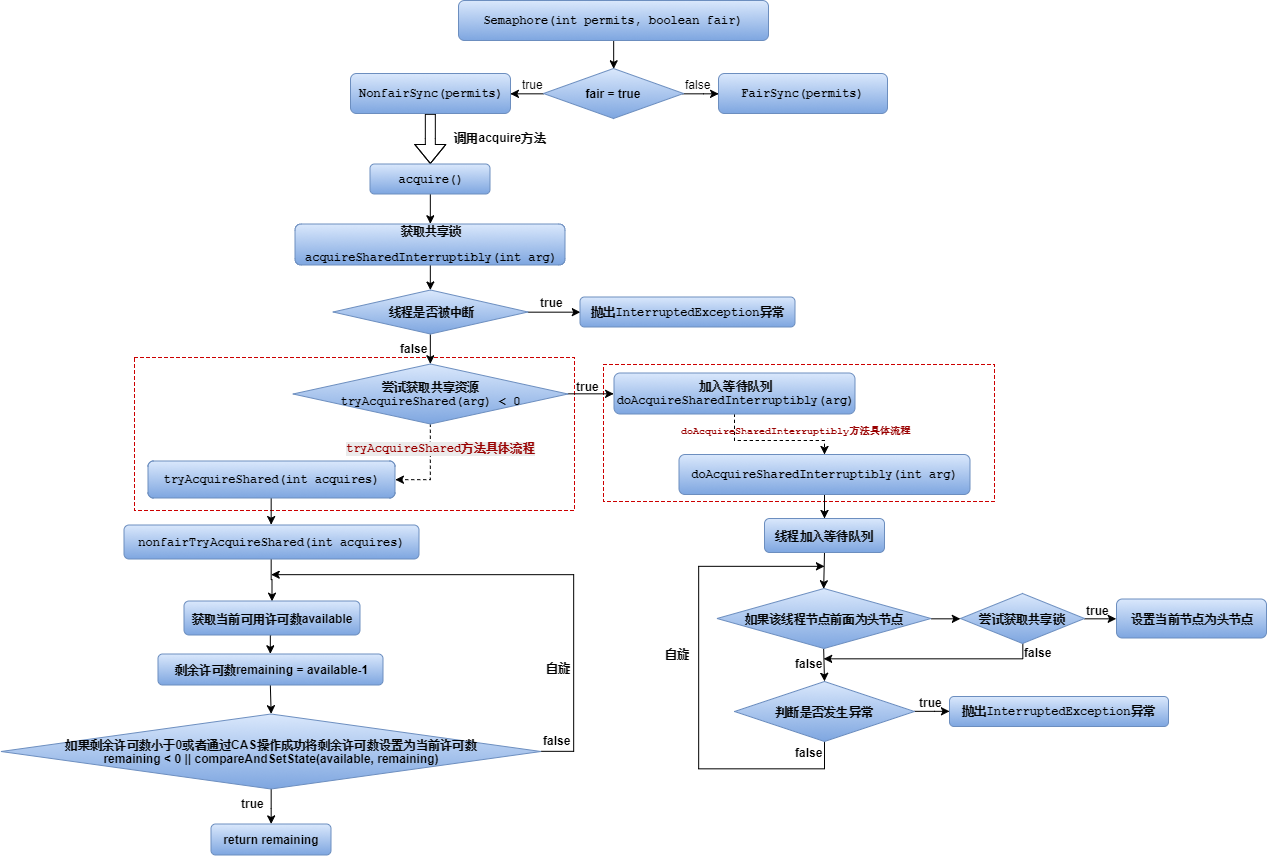 Semaphore(int permits, boolean fair)
NonfairSync(permits)
true
fair = true
false
FairSync(permits)
调用acquire方法
acquire()
获取共享锁
acquireSharedInterruptibly(int arg)
线程是否被中断
true
抛出InterruptedException异常
false
尝试获取共享资源
tryAcquireShared(arg) < 0
true
加入等待队列
doAcquireSharedInterruptibly(arg)
tryAcquireShared方法具体流程
doAcquireSharedInterruptibly方法具体流程
tryAcquireShared(int acquires)
doAcquireSharedInterruptibly(int arg)
nonfairTryAcquireShared(int acquires)
线程加入等待队列
获取当前可用许可数available
如果该线程节点前面为头节点
尝试获取共享锁
true
设置当前节点为头节点
剩余许可数remaining = available-1
自旋
自旋
false
false
判断是否发生异常
true
抛出InterruptedException异常
false
如果剩余许可数小于0或者通过CAS操作成功将剩余许可数设置为当前许可数
remaining < 0 || compareAndSetState(available, remaining)
false
true
return remaining